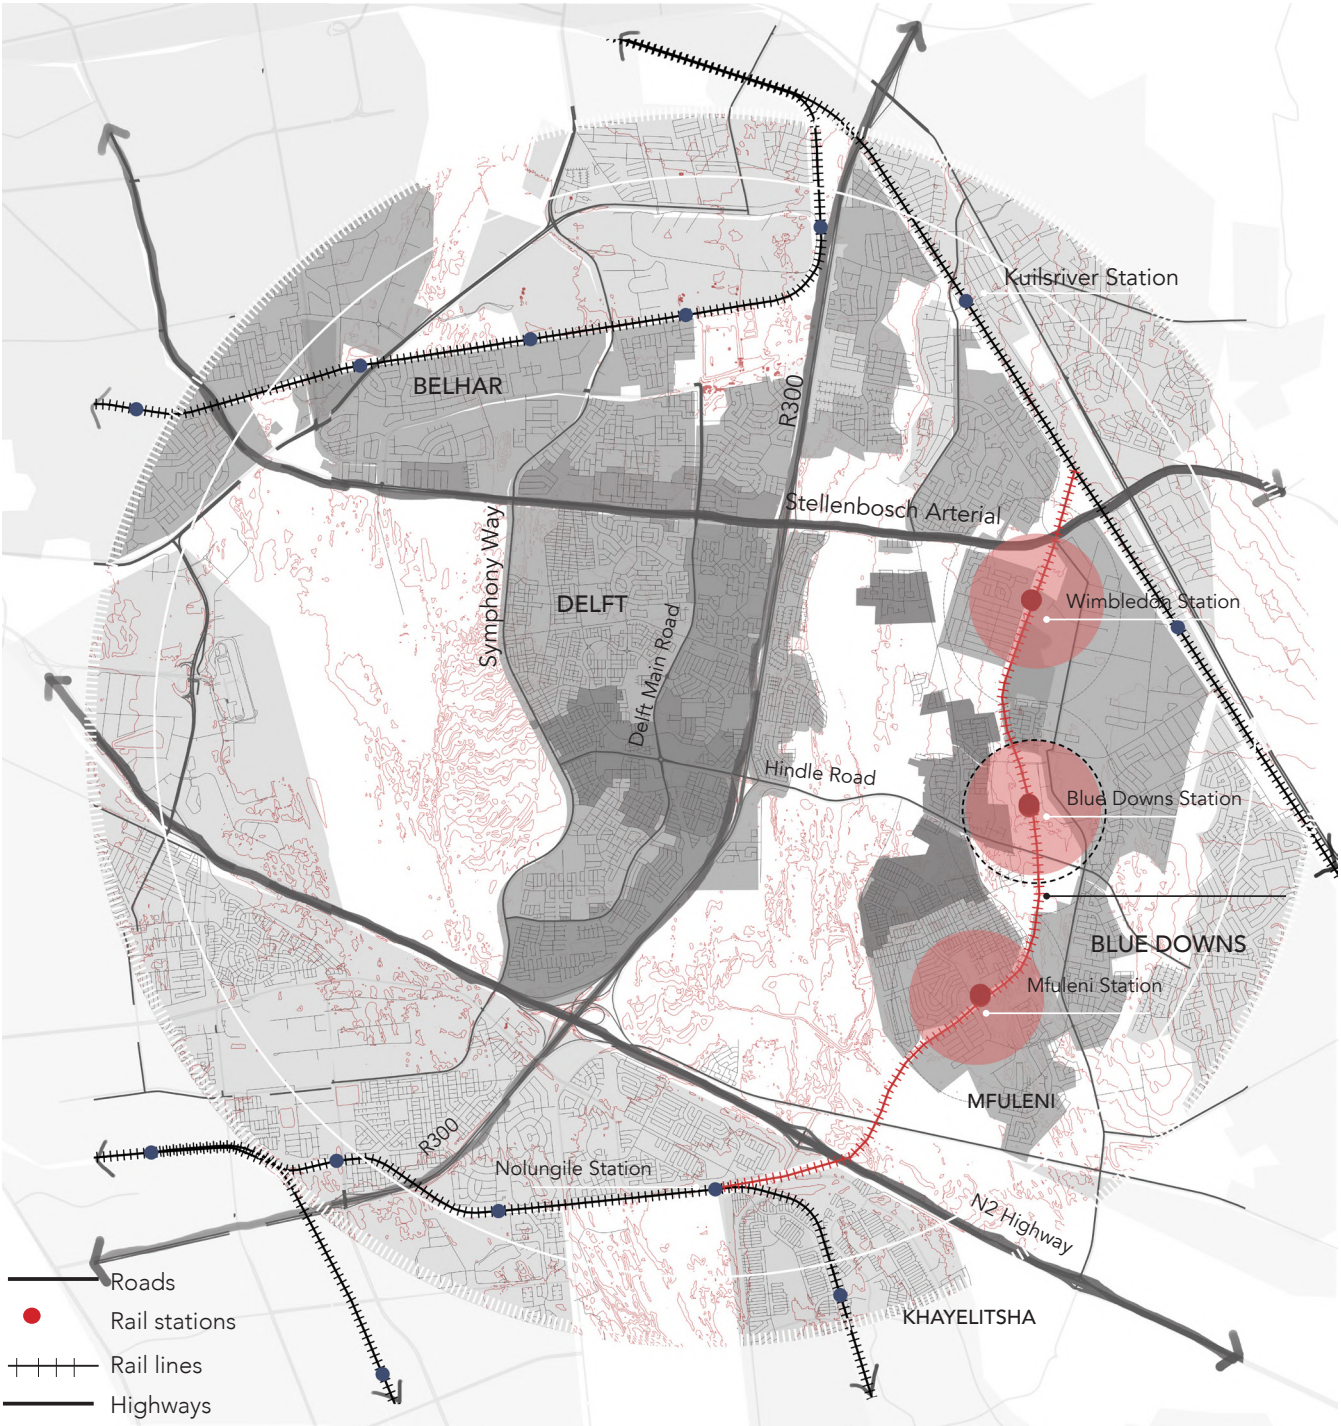 Kuilsriver Station
BELHAR
R300
Stellenbosch Arterial
Symphony Way
DELFT
Wimbledon Station
Delft Main Road
Hindle Road
Blue Downs Station
BLUE DOWNS
Mfuleni Station
MFULENI
R300
Nolungile Station
N2 Highway
KHAYELITSHA
Roads
Rail stations
Rail lines
Highways